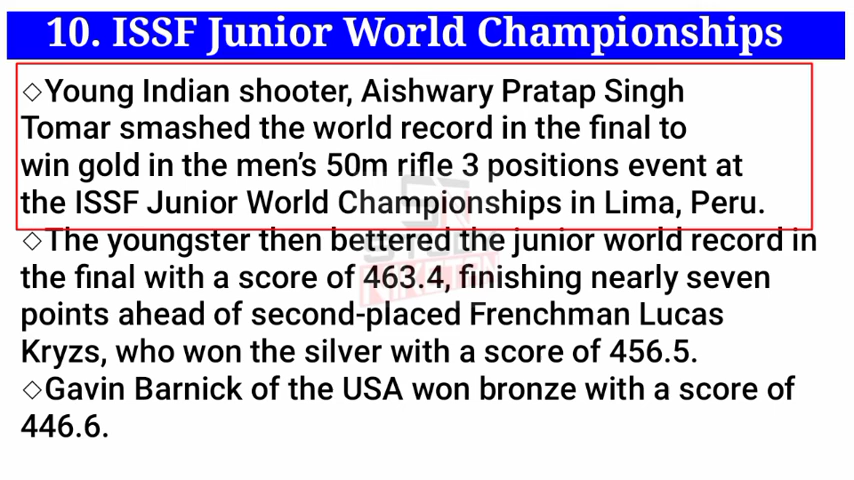 10. ISSF Junior World Championships
◇Young Indian shooter, Aishwary Pratap Singh
Tomar smashed the world record in the final to
win gold in the men's 50m rifle 3 positions event at
the ISSF Junior World Championships in Lima, Peru.
◇The youngster then bettered the junior world record in
the final with a score of 463.4, finishing nearly seven
points ahead of second-placed Frenchman Lucas
Kryzs, who won the silver with a score of 456.5.
◇Gavin Barnick of the USA won bronze with a score of
446.6.